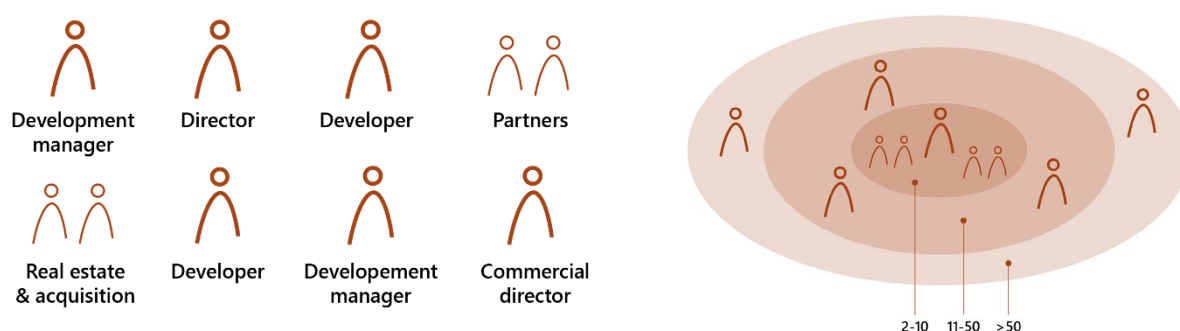 Development
manager
Director
Developer
Partners
Real estate
& acquisition
Developer
Developement
manager
Commercial
director
2-10
11-50
>50